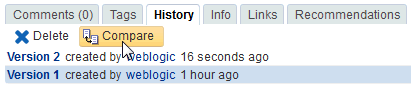 Comments (0) Tags History Info Links Recommendations
Delete Compare
Version 2 created by weblogic 16 seconds ago
Version 1 created by weblogic 1 hour ago